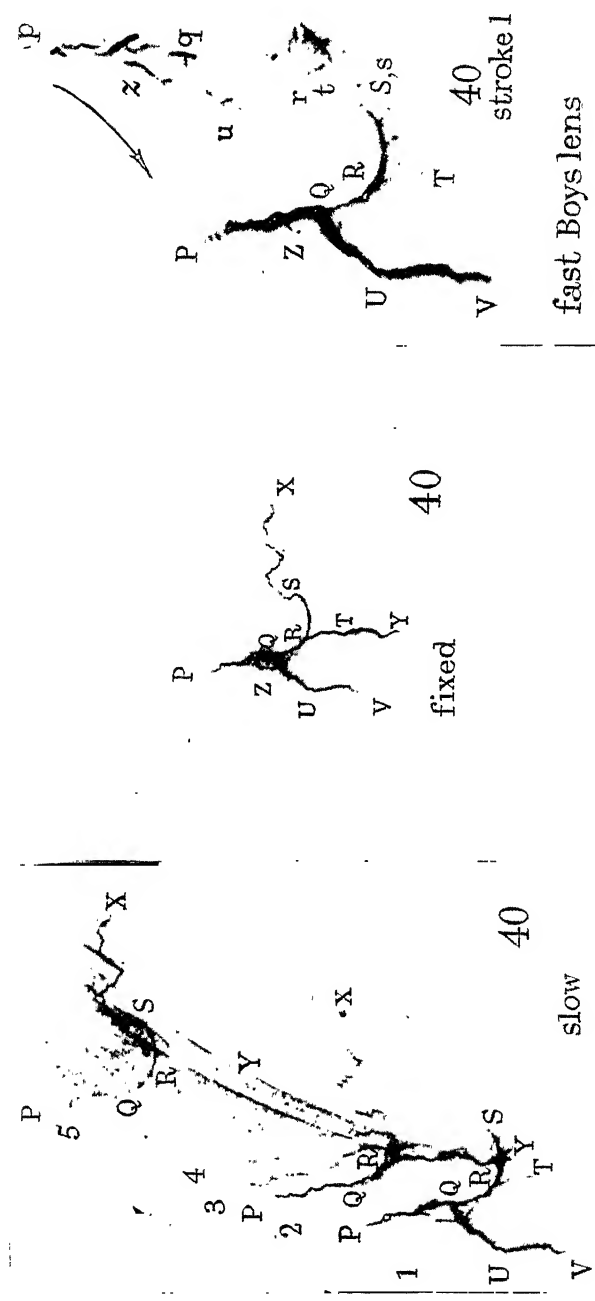 P
5
Q
R
S
X
4
3
P
2
Y
X
Q
R
P
1
Q
R
S
Y
T
U
V
40
slow
P
Z
Q
R
S
X
T
U
Y
V
40
fixed
p
z
q
u
r
t
P
Z
Q
R
S,s
T
U
V
40
stroke 1
fast Boys lens